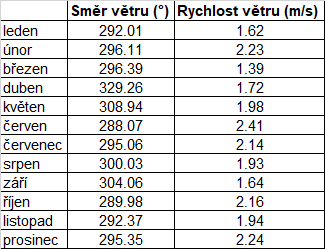 Směr větru (°) Rychlost větru (m/s)
leden 292.01 1.62
únor 296.11 2.23
březen 296.39 1.39
duben 329.26 1.72
květen 308.94 1.98
červen 288.07 2.41
červenec 295.06 2.14
srpen 300.03 1.93
září 304.06 1.64
říjen 289.98 2.16
listopad 292.37 1.94
prosinec 295.35 2.24